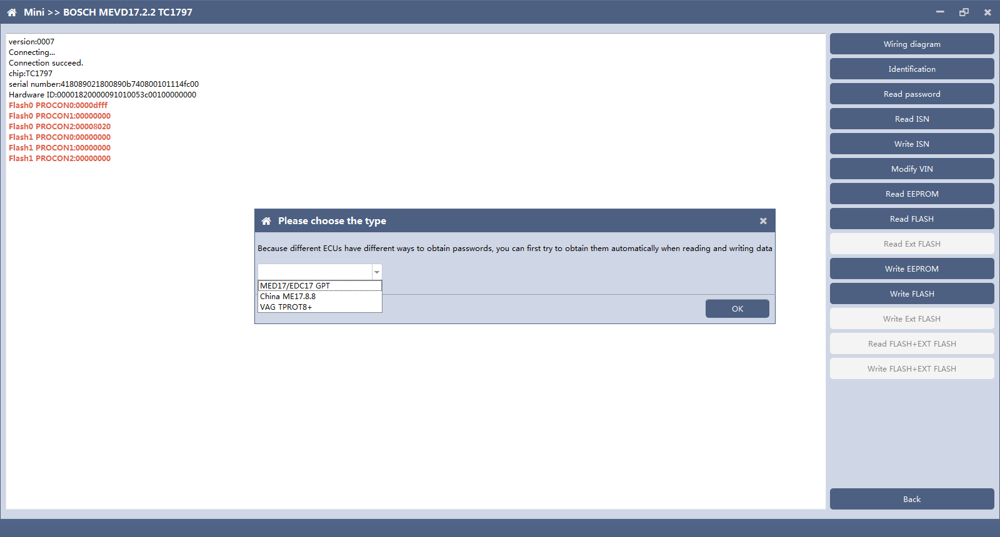 Mini >> BOSCH MEVD17.2.2 TC1797
version:0007
Connecting...
Connection succeed.
chip:TC1797
serial number:418089021800890b740800101114fc00
Hardware ID:00001820000091010053c00100000000
Flash0 PROCON0:0000dfff
Flash0 PROCON1:00000000
Flash0 PROCON2:00008020
Flash1 PROCON0:00000000
Flash1 PROCON1:00000000
Flash1 PROCON2:00000000
Please choose the type
Because different ECUs have different ways to obtain passwords, you can first try to obtain them automatically when reading and writing data
MED17/EDC17 GPT
China ME17.8.8
VAG TPROT8+
OK
Wiring diagram
Identification
Read password
Read ISN
Write ISN
Modify VIN
Read EEPROM
Read FLASH
Read Ext FLASH
Write EEPROM
Write FLASH
Write Ext FLASH
Read FLASH+EXT FLASH
Write FLASH+EXT FLASH
Back